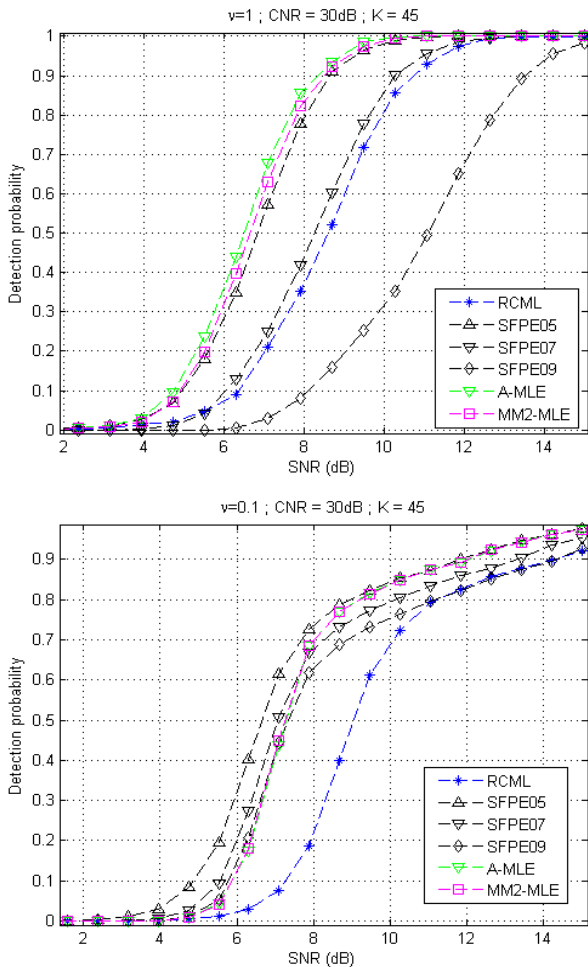 ν=1 ; CNR = 30dB ; K = 45
1
0.9
0.8
0.7
0.6
0.5
0.4
0.3
0.2
0.1
0
Detection probability
RCML
SFPE05
SFPE07
SFPE09
A-MLE
MM2-MLE
2 4 6 8 10 12 14
SNR (dB)
ν=0.1 ; CNR = 30dB ; K = 45
0.9
0.8
0.7
0.6
0.5
0.4
0.3
0.2
0.1
0
Detection probability
RCML
SFPE05
SFPE07
SFPE09
A-MLE
MM2-MLE
2 4 6 8 10 12 14
SNR (dB)